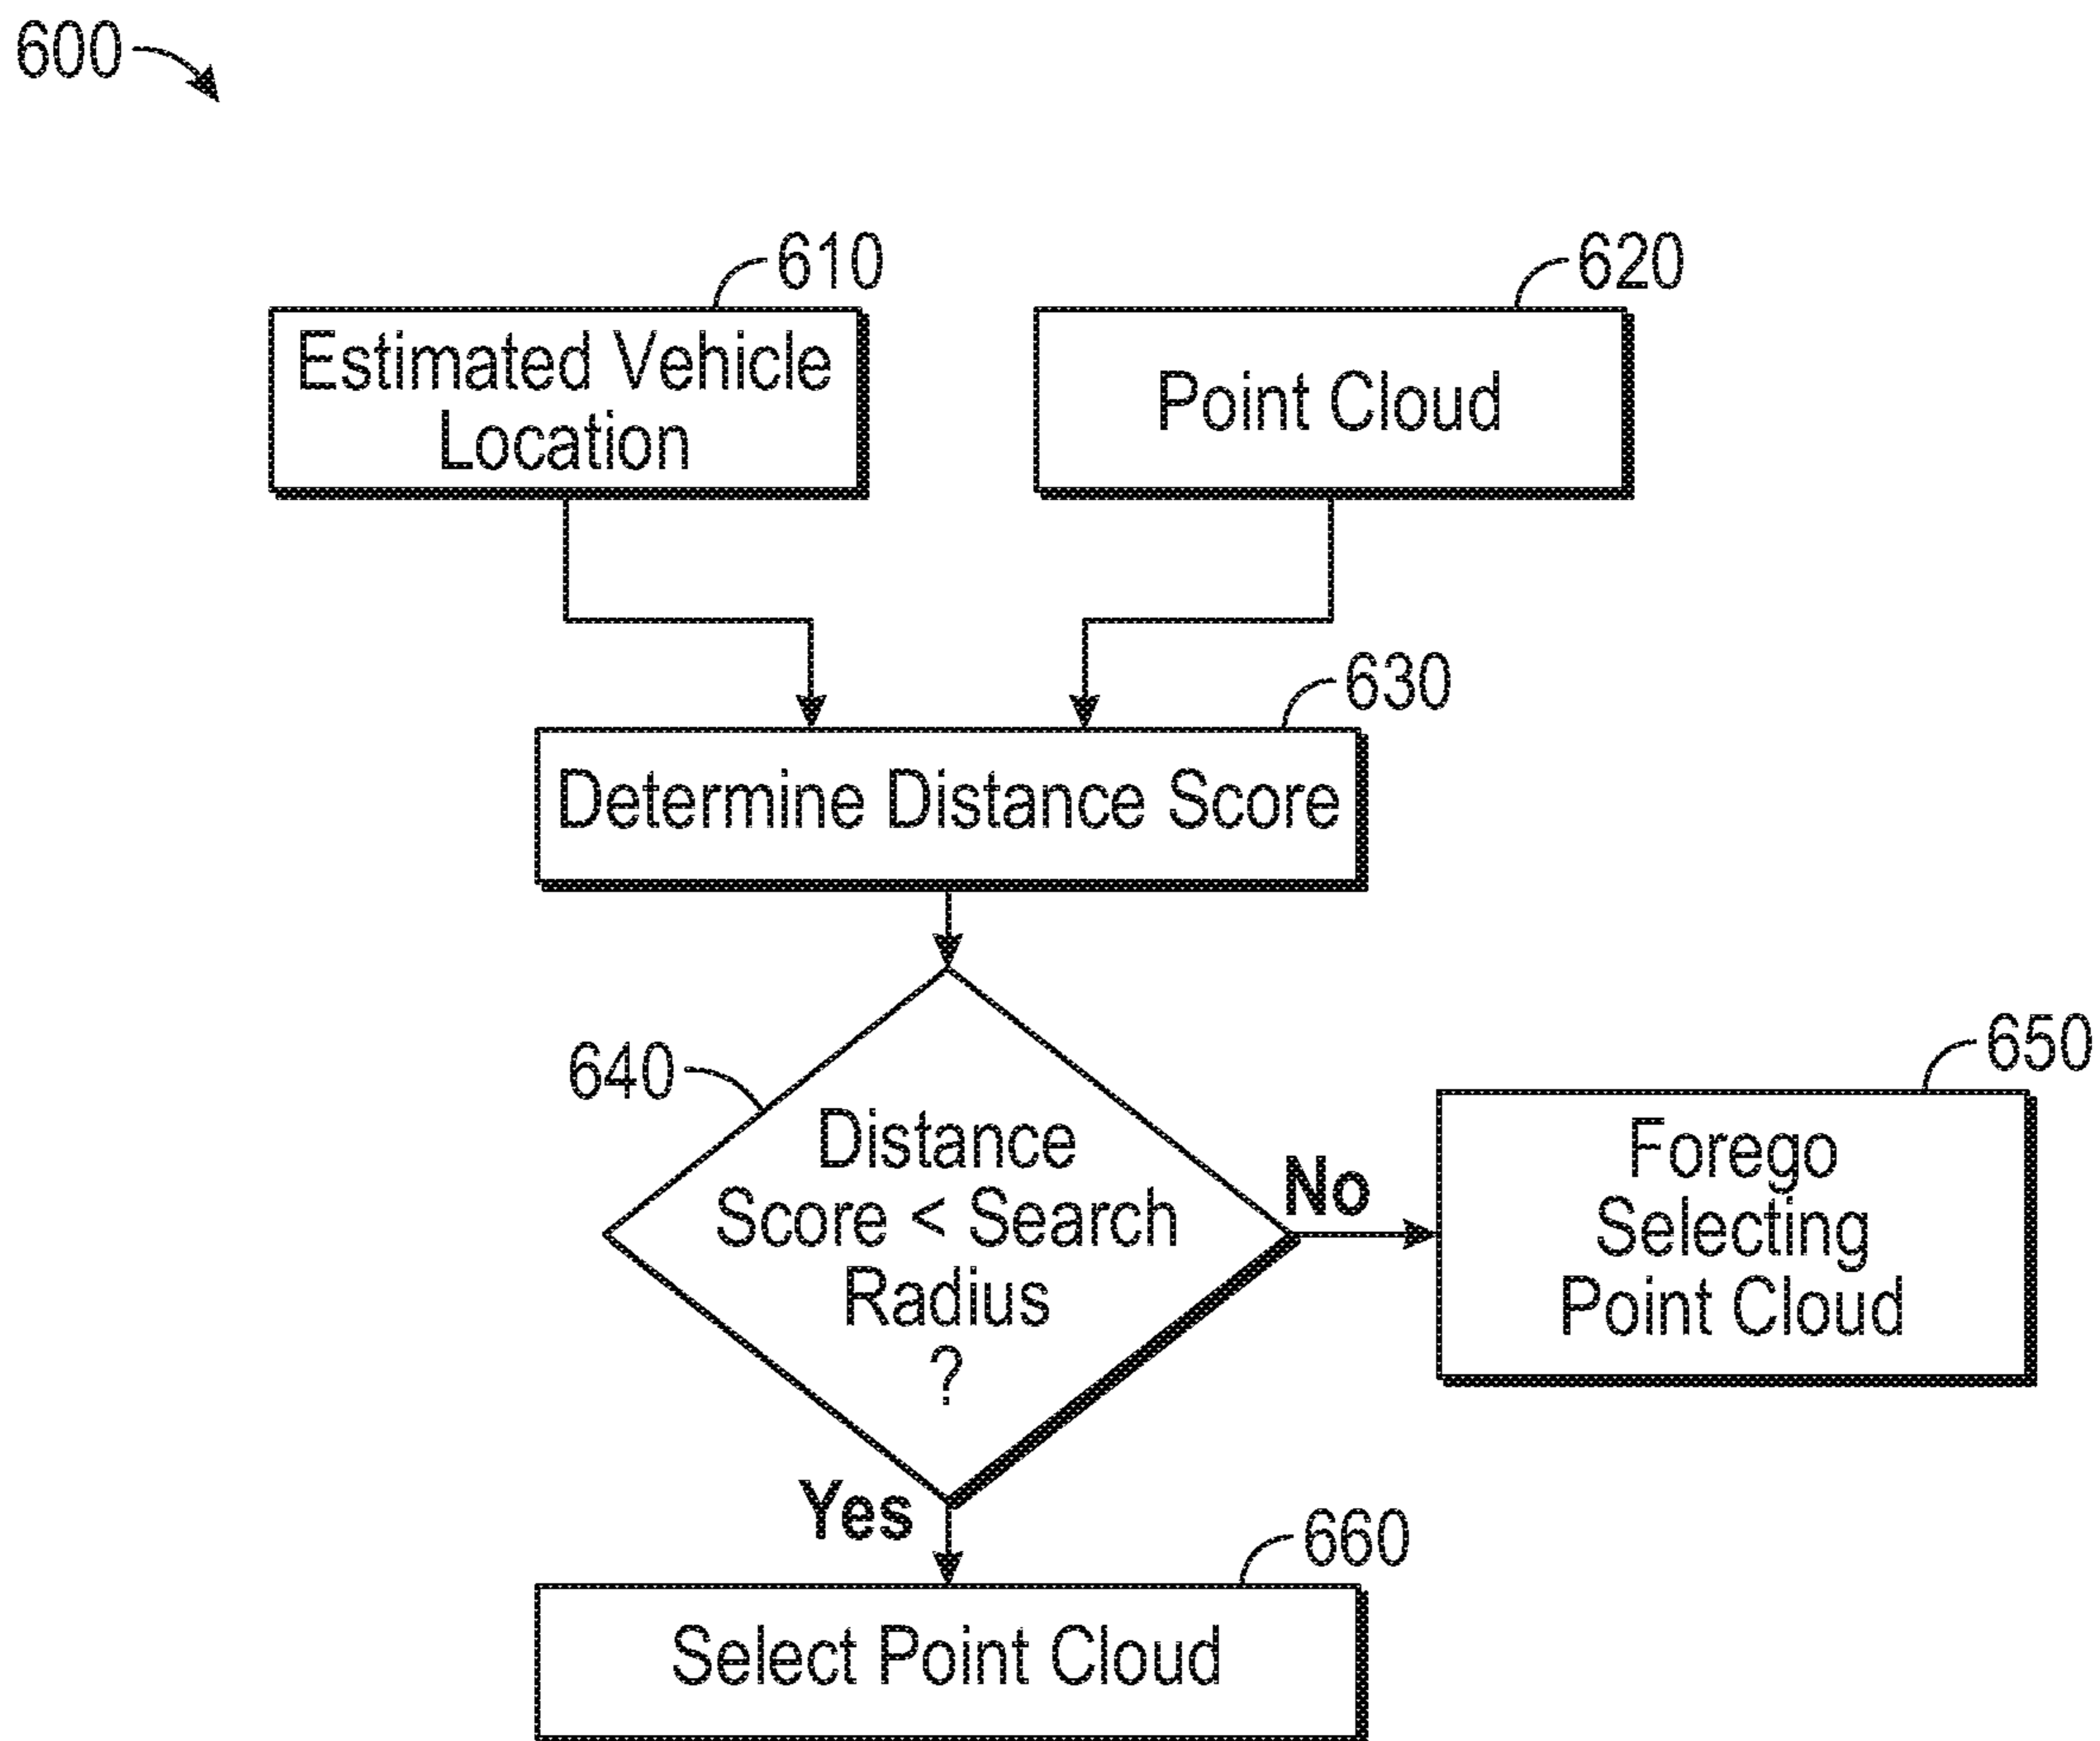 600
610
620
Estimated Vehicle
Location
Point Cloud
630
Determine Distance Score
640
Distance
Score < Search
Radius
?
No
650
Forego
Selecting
Point Cloud
Yes
660
Select Point Cloud